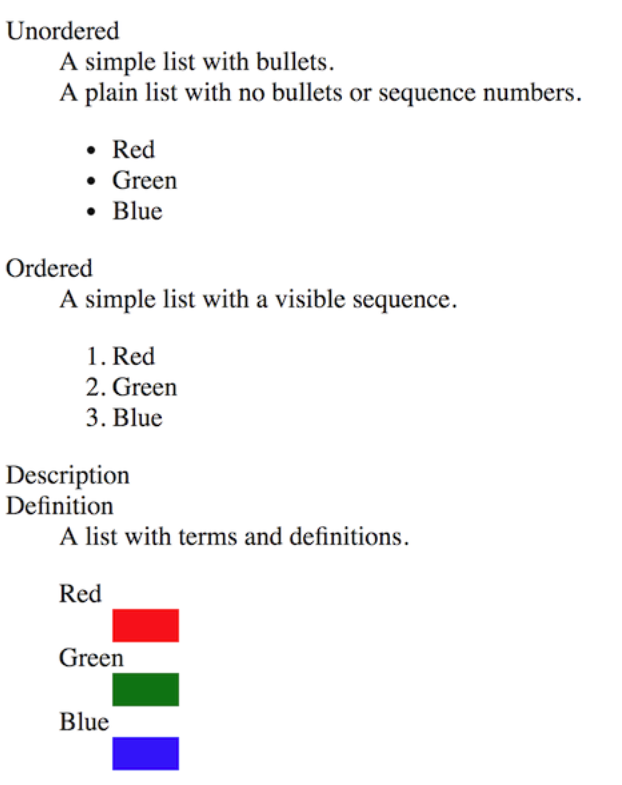 Unordered
A simple list with bullets.
A plain list with no bullets or sequence numbers.
• Red
• Green
• Blue
Ordered
A simple list with a visible sequence.
1. Red
2. Green
3. Blue
Description
Definition
A list with terms and definitions.
Red
Green
Blue